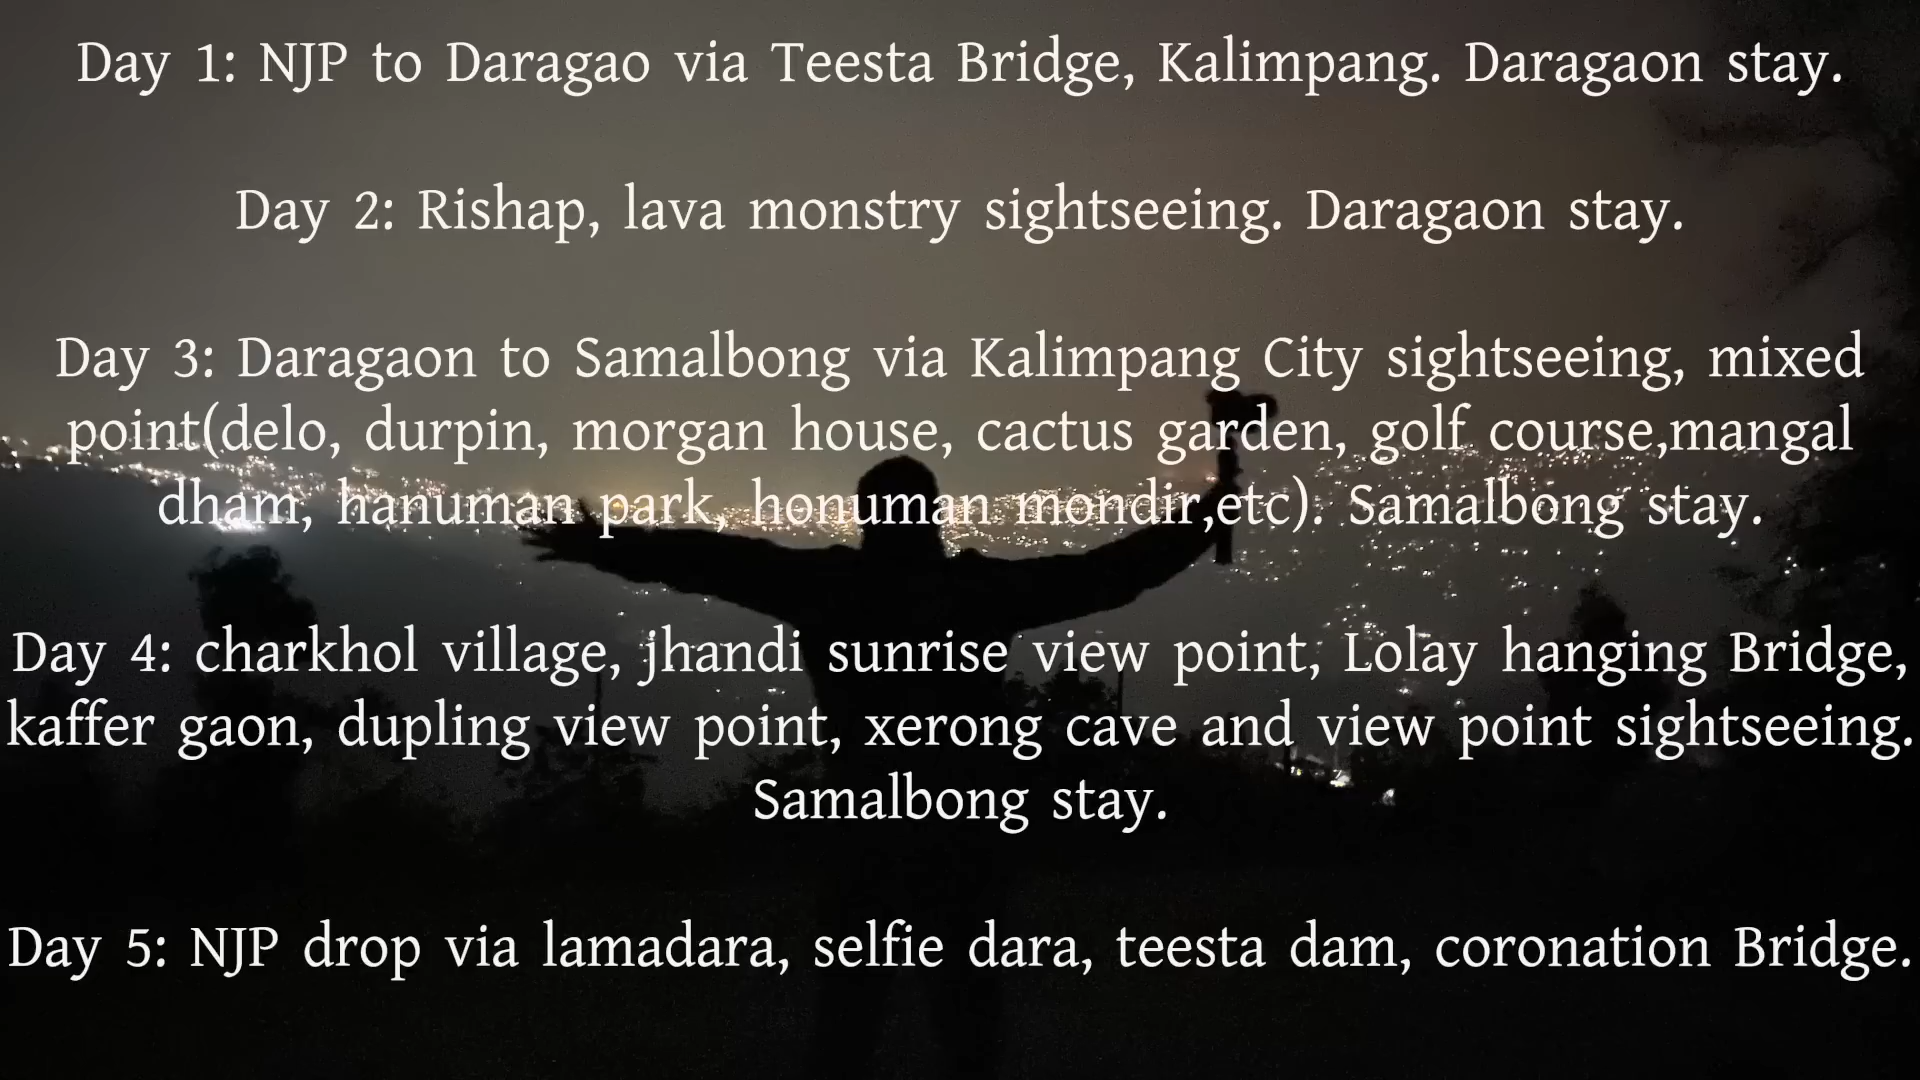 Day 1: NJP to Daragao via Teesta Bridge, Kalimpang. Daragaon stay.
Day 2: Rishap, lava monstry sightseeing. Daragaon stay.
Day 3: Daragaon to Samalbong via Kalimpang City sightseeing, mixed
point(delo, durpin, morgan house, cactus garden, golf course,mangal
dham, hanuman park, honuman mondir,etc). Samalbong stay.
Day 4: charkhol village, jhandi sunrise view point, Lolay hanging Bridge,
kaffer gaon, dupling view point, xerong cave and view point sightseeing.
Samalbong stay.
Day 5: NJP drop via lamadara, selfie dara, teesta dam, coronation Bridge.